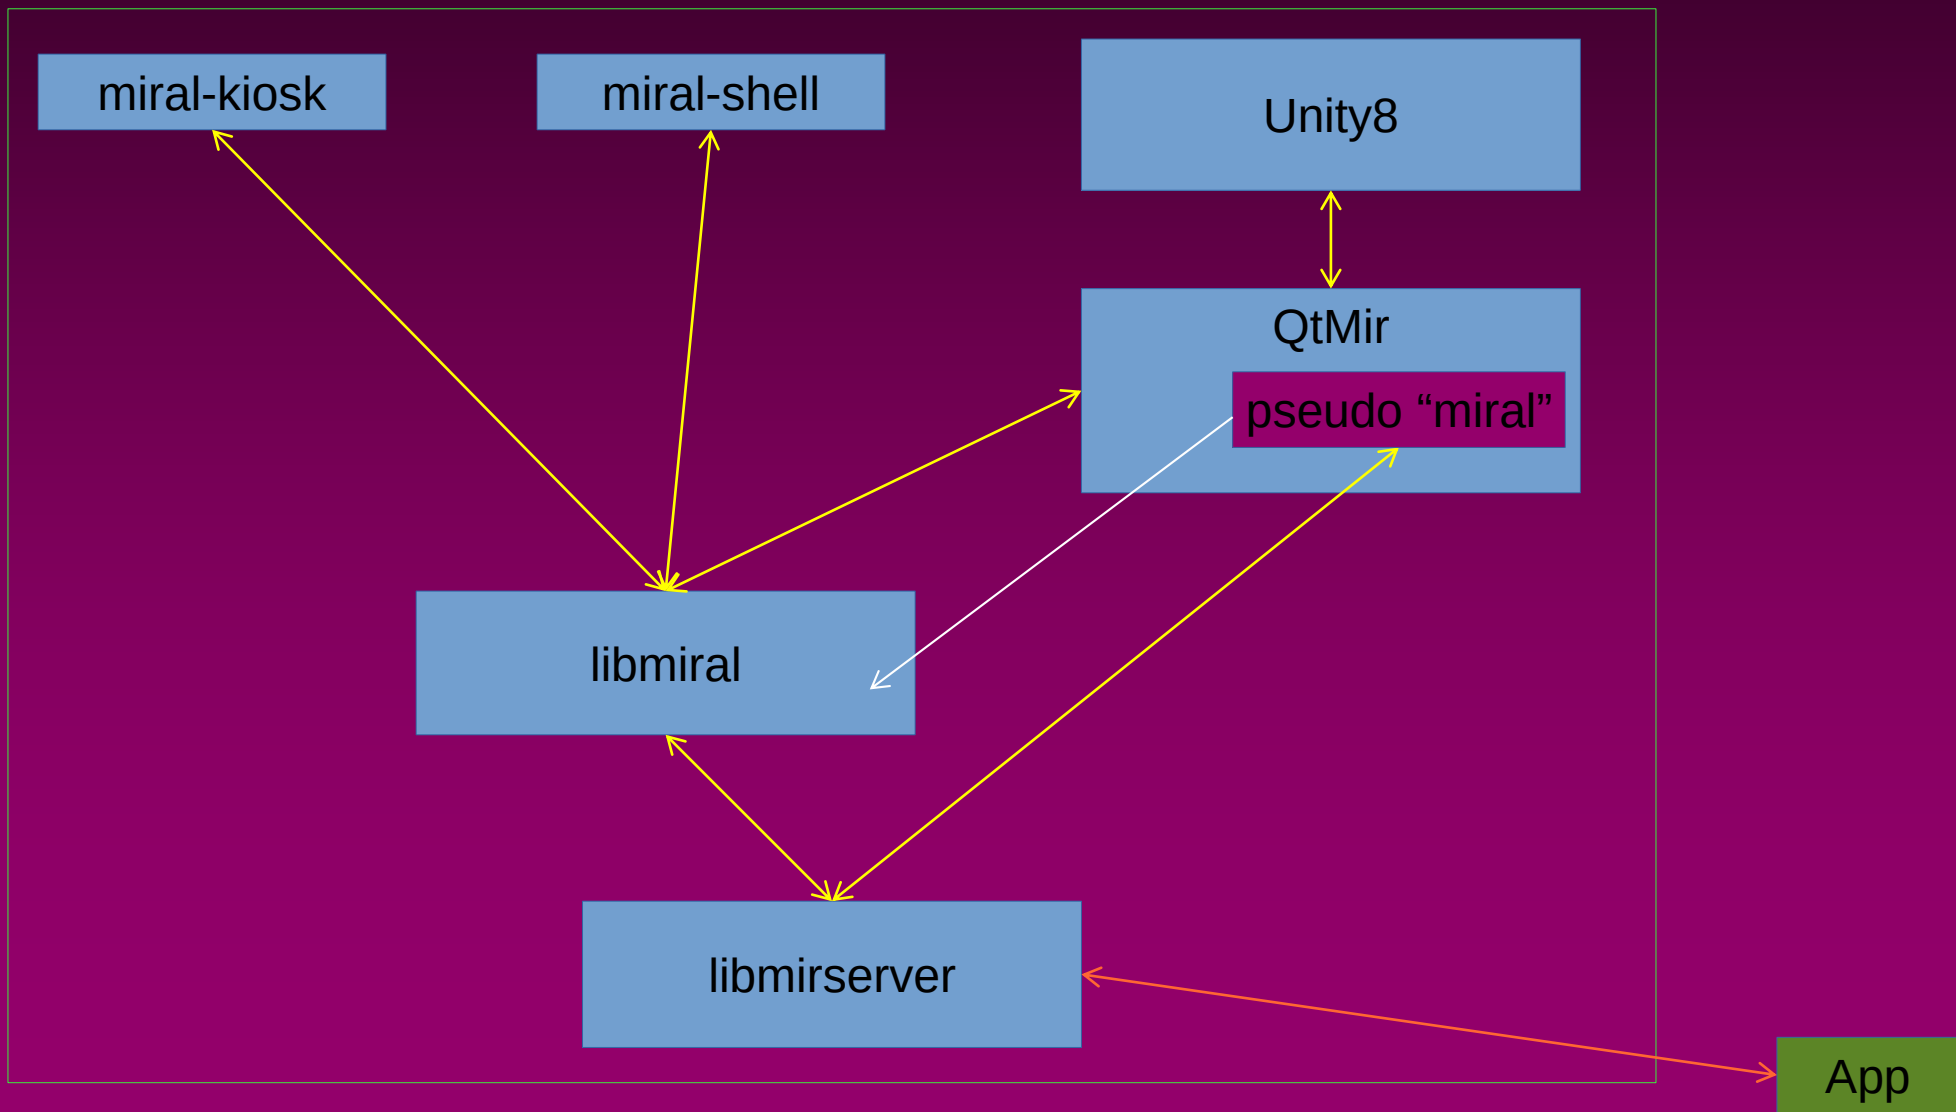 miral-kiosk
miral-shell
Unity8
QtMir
pseudo “miral”
libmiral
libmirserver
App